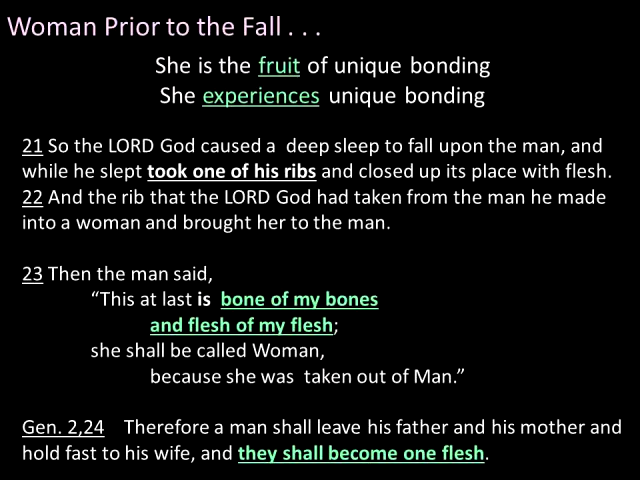 Woman Prior to the Fall . . .
She is the fruit of unique bonding
She experiences unique bonding
21 So the LORD God caused a deep sleep to fall upon the man, and
while he slept took one of his ribs and closed up its place with flesh.
22 And the rib that the LORD God had taken from the man he made
into a woman and brought her to the man.
23 Then the man said,
“This at last is bone of my bones
and flesh of my flesh;
she shall be called Woman,
because she was taken out of Man.”
Gen. 2,24 Therefore a man shall leave his father and his mother and
hold fast to his wife, and they shall become one flesh.